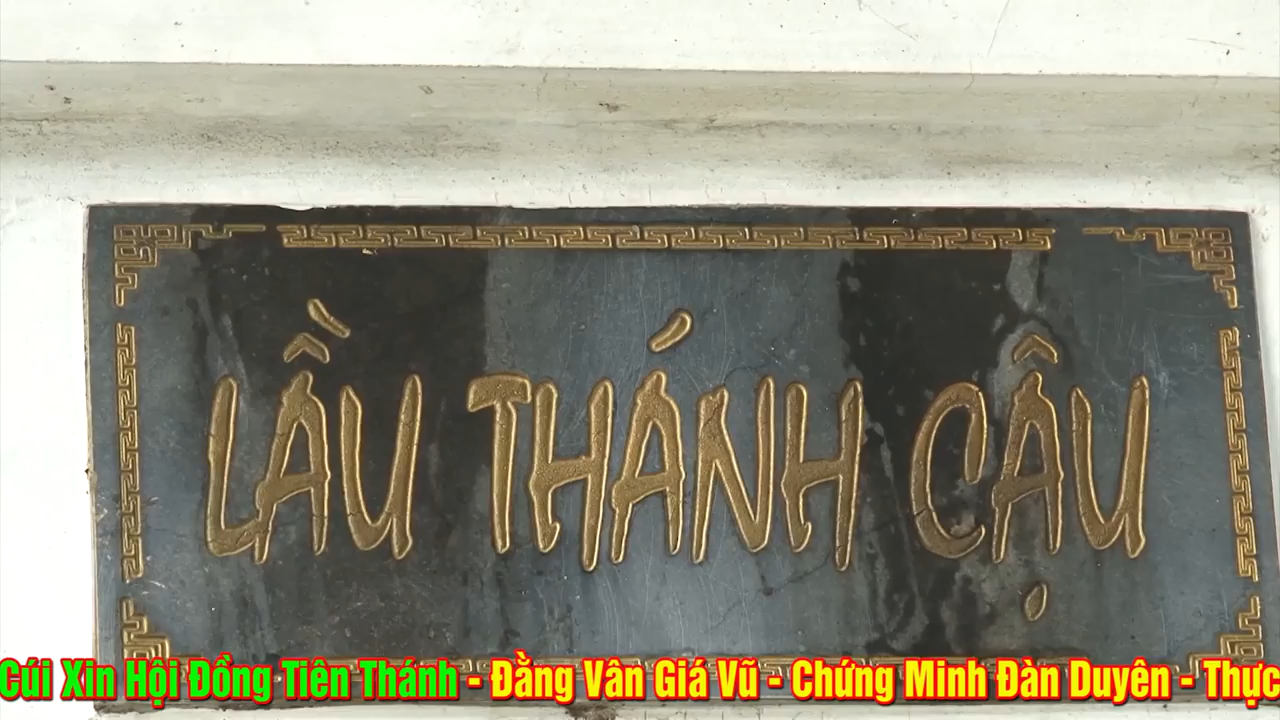 LẦU THÁNH CẬU
Cúi Xin Hội Đồng Tiên Thánh - Đằng Vân Giá Vũ - Chứng Minh Đàn Duyên - Thực